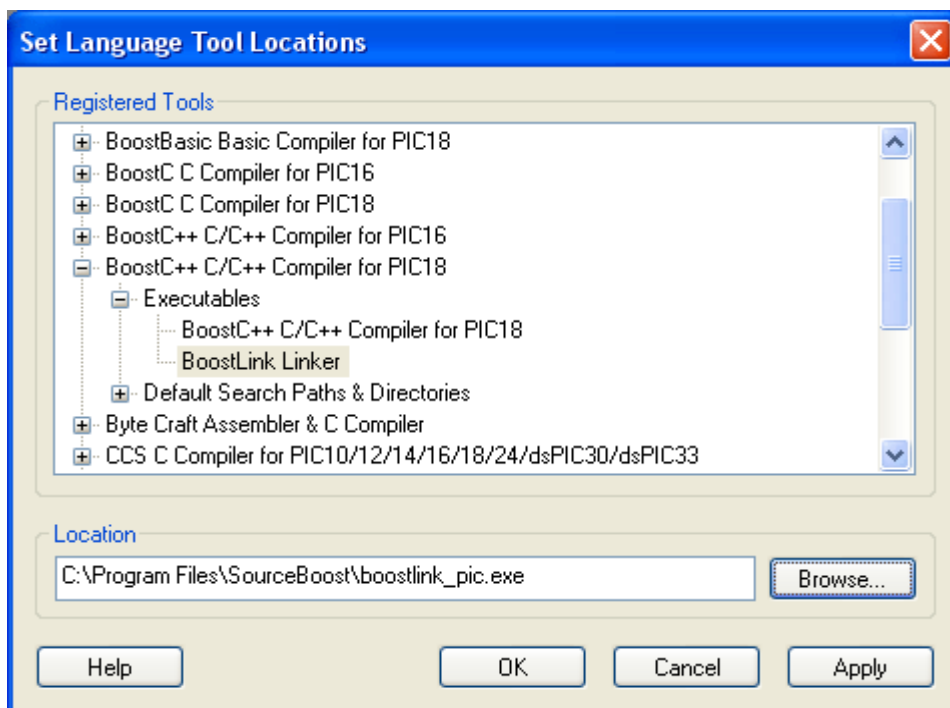 Set Language Tool Locations
Registered Tools
BoostBasic Basic Compiler for PIC18
BoostC C Compiler for PIC16
BoostC C Compiler for PIC18
BoostC++ C/C++ Compiler for PIC16
BoostC++ C/C++ Compiler for PIC18
Executables
BoostC++ C/C++ Compiler for PIC18
BoostLink Linker
Default Search Paths & Directories
Byte Craft Assembler & C Compiler
CCS C Compiler for PIC10/12/14/16/18/24/dsPIC30/dsPIC33
Location
C:\Program Files\SourceBoost\boostlink_pic.exe
Browse...
Help OK Cancel Apply